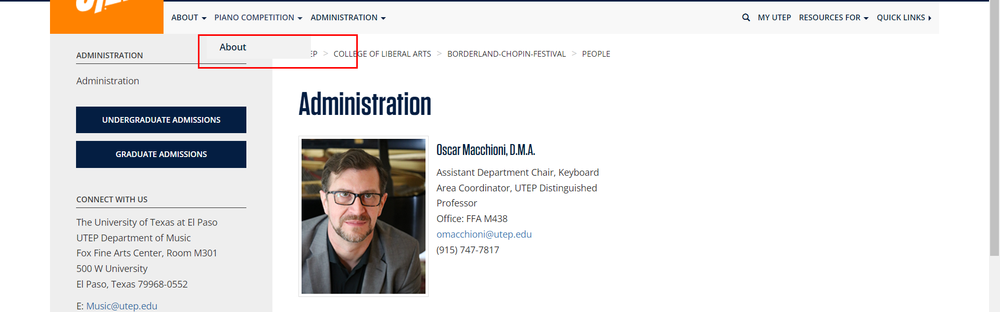 ABOUT
PIANO COMPETITION
ADMINISTRATION
MY UTEP
RESOURCES FOR
QUICK LINKS
About
ADMINISTRATION
EP > COLLEGE OF LIBERAL ARTS > BORDERLAND-CHOPIN-FESTIVAL > PEOPLE
Administration
UNDERGRADUATE ADMISSIONS
GRADUATE ADMISSIONS
CONNECT WITH US
The University of Texas at El Paso
UTEP Department of Music
Fox Fine Arts Center, Room M301
500 W University
El Paso, Texas 79968-0552
E: Music@utep.edu
Administration
Oscar Macchioni, D.M.A.
Assistant Department Chair, Keyboard
Area Coordinator, UTEP Distinguished
Professor
Office: FFA M438
omacchioni@utep.edu
(915) 747-7817